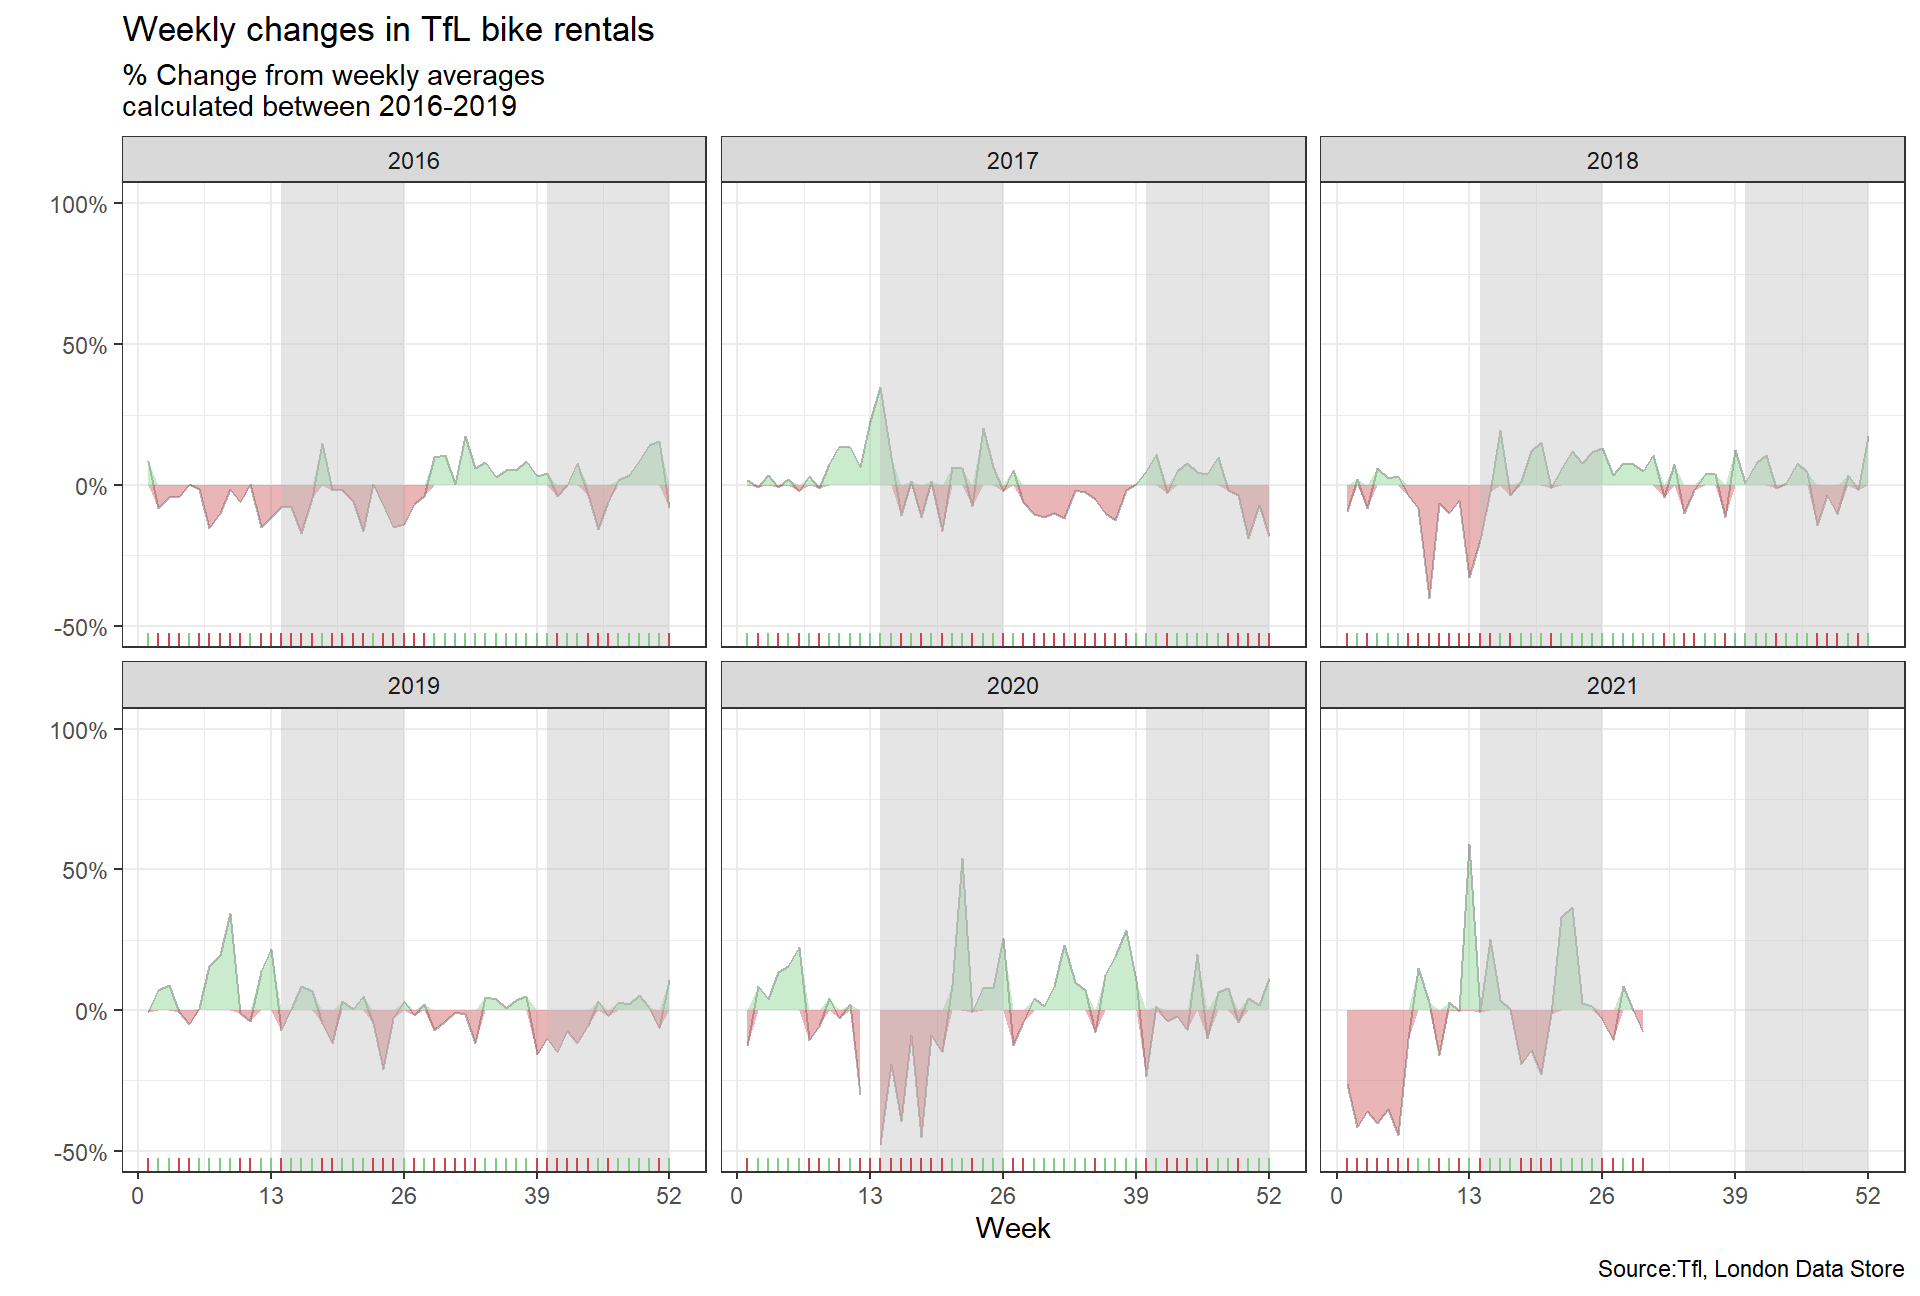 Weekly changes in TfL bike rentals
% Change from weekly averages
calculated between 2016-2019
2016
2017
2018
100%
50%
0%
-50%
2019
2020
2021
100%
50%
0%
-50%
0 13 26 39 52
0 13 26 39 52
0 13 26 39 52
Week
Source:Tfl, London Data Store